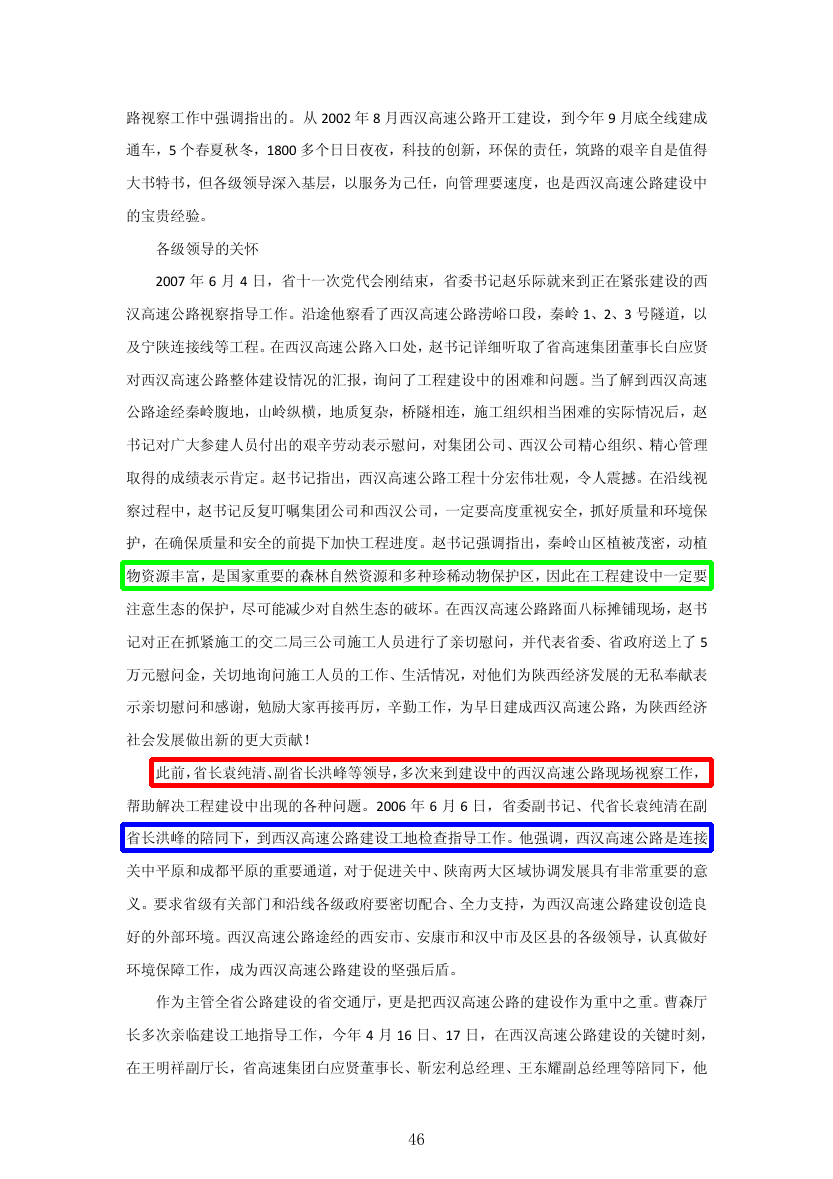 路视察工作中强调指出的。从 2002 年 8 月西汉高速公路开工建设，到今年 9 月底全线建成
通车，5 个春夏秋冬，1800 多个日日夜夜，科技的创新，环保的责任，筑路的艰辛自是值得
大书特书，但各级领导深入基层，以服务为己任，向管理要速度，也是西汉高速公路建设中
的宝贵经验。
各级领导的关怀
2007 年 6 月 4 日，省十一次党代会刚结束，省委书记赵乐际就来到正在紧张建设的西
汉高速公路视察指导工作。沿途他察看了西汉高速公路涝峪口段，秦岭 1、2、3 号隧道，以
及宁陕连接线等工程。在西汉高速公路入口处，赵书记详细听取了省高速集团董事长白应贤
对西汉高速公路整体建设情况的汇报，询问了工程建设中的困难和问题。当了解到西汉高速
公路途经秦岭腹地，山岭纵横，地质复杂，桥隧相连，施工组织相当困难的实际情况后，赵
书记对广大参建人员付出的艰辛劳动表示慰问，对集团公司、西汉公司精心组织、精心管理
取得的成绩表示肯定。赵书记指出，西汉高速公路工程十分宏伟壮观，令人震撼。在沿线视
察过程中，赵书记反复叮嘱集团公司和西汉公司，一定要高度重视安全，抓好质量和环境保
护，在确保质量和安全的前提下加快工程进度。赵书记强调指出，秦岭山区植被茂密，动植
物资源丰富，是国家重要的森林自然资源和多种珍稀动物保护区，因此在工程建设中一定要
注意生态的保护，尽可能减少对自然生态的破坏。在西汉高速公路路面八标摊铺现场，赵书
记对正在抓紧施工的交二局三公司施工人员进行了亲切慰问，并代表省委、省政府送上了 5
万元慰问金，关切地询问施工人员的工作、生活情况，对他们为陕西经济发展的无私奉献表
示亲切慰问和感谢，勉励大家再接再厉，辛勤工作，为早日建成西汉高速公路，为陕西经济
社会发展做出新的更大贡献！
此前，省长袁纯清、副省长洪峰等领导，多次来到建设中的西汉高速公路现场视察工作，
帮助解决工程建设中出现的各种问题。2006 年 6 月 6 日，省委副书记、代省长袁纯清在副
省长洪峰的陪同下，到西汉高速公路建设工地检查指导工作。他强调，西汉高速公路是连接
关中平原和成都平原的重要通道，对于促进关中、陕南两大区域协调发展具有非常重要的意
义。要求省级有关部门和沿线各级政府要密切配合、全力支持，为西汉高速公路建设创造良
好的外部环境。西汉高速公路途经的西安市、安康市和汉中市及区县的各级领导，认真做好
环境保障工作，成为西汉高速公路建设的坚强后盾。
作为主管全省公路建设的省交通厅，更是把西汉高速公路的建设作为重中之重。曹森厅
长多次亲临建设工地指导工作，今年 4 月 16 日、17 日，在西汉高速公路建设的关键时刻，
在王明祥副厅长，省高速集团白应贤董事长、靳宏利总经理、王东耀副总经理等陪同下，他
46